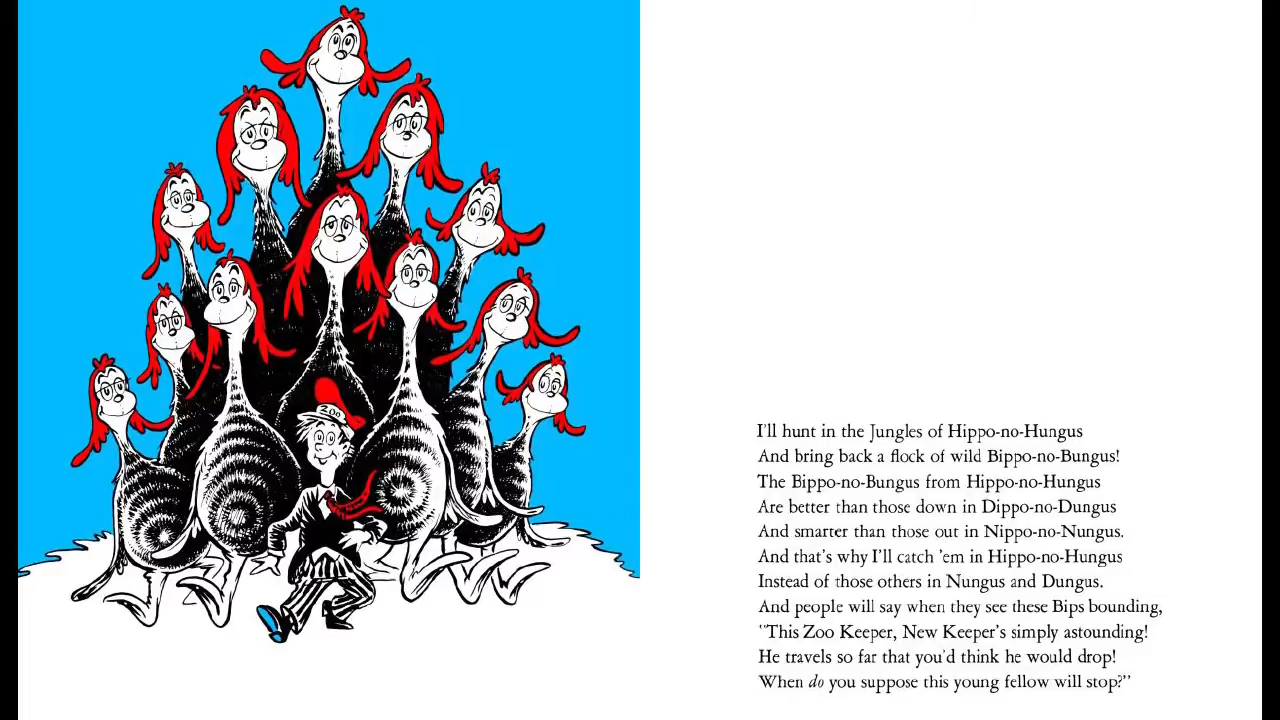 ZOO
I'll hunt in the Jungles of Hippo-no-Hungus
And bring back a flock of wild Bippo-no-Bungus!
The Bippo-no-Bungus from Hippo-no-Hungus
Are better than those down in Dippo-no-Dungus
And smarter than those out in Nippo-no-Nungus.
And that's why I'll catch 'em in Hippo-no-Hungus
Instead of those others in Nungus and Dungus.
And people will say when they see these Bips bounding,
"This Zoo Keeper, New Keeper's simply astounding!
He travels so far that you'd think he would drop!
When do you suppose this young fellow will stop?"